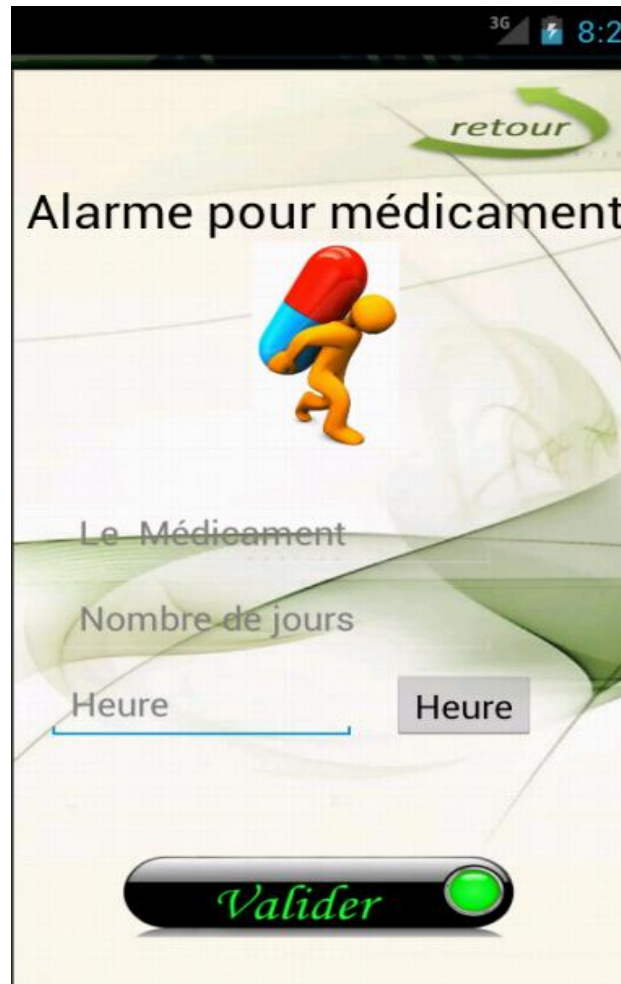 3G 8:2
retour
Alarme pour médicament
Le Médicament
Nombre de jours
Heure Heure
Valider